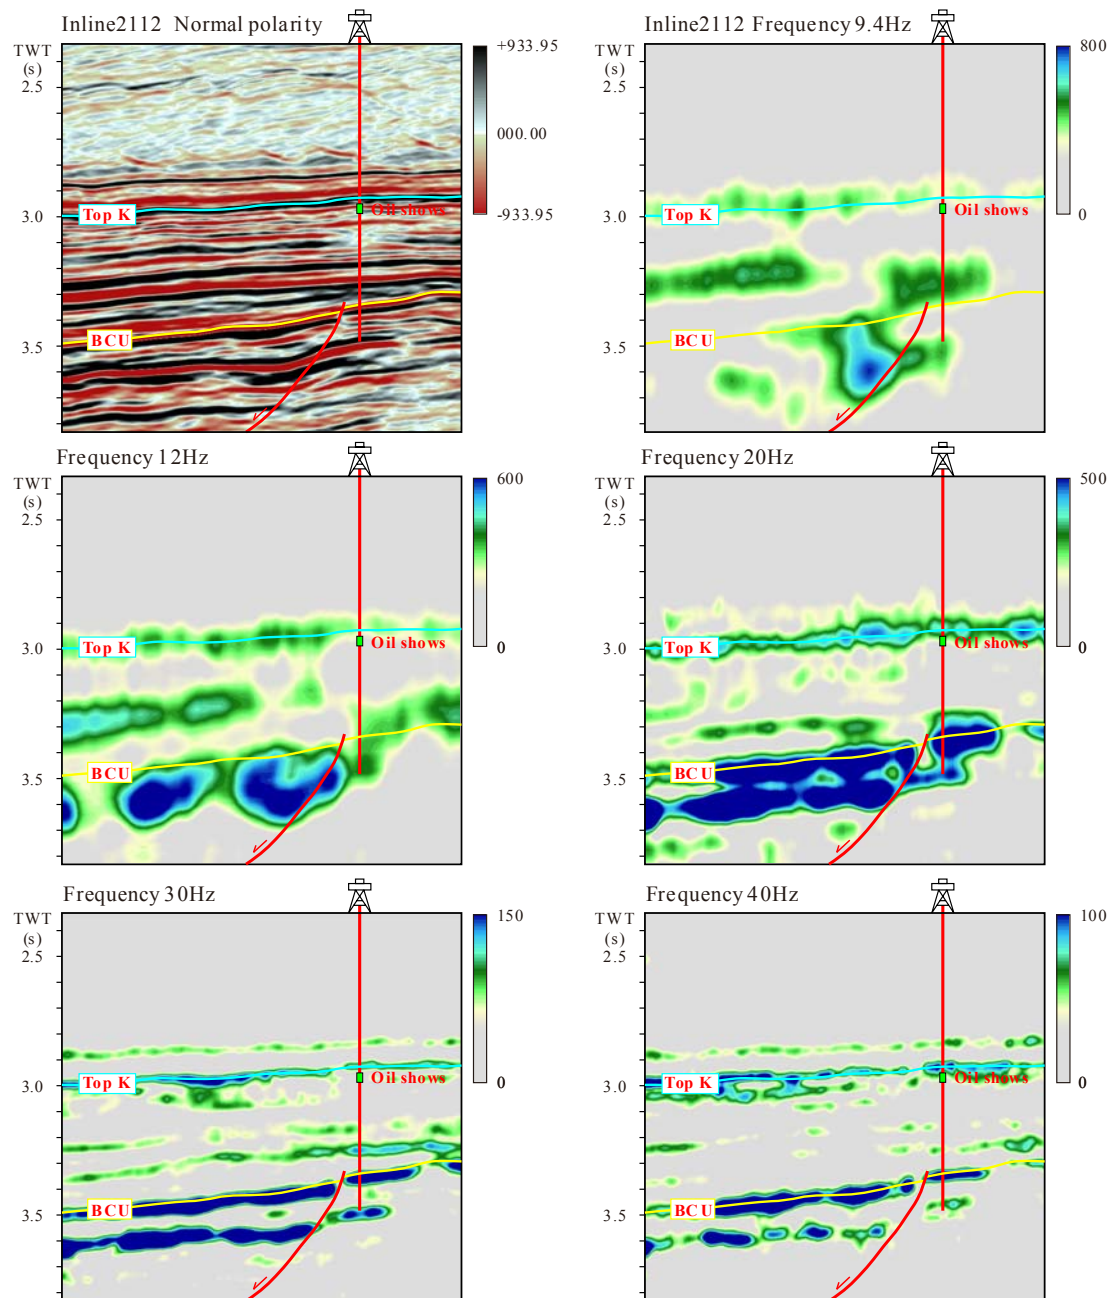 Inline2112 Normal polarity
TWT
(s)
2.5
3.0
3.5
+933.95
000.00
-933.95
Top K
Oil shows
BCU
Inline2112 Frequency 9.4Hz
TWT
(s)
2.5
3.0
3.5
800
0
Top K
Oil shows
BCU
Frequency 12Hz
TWT
(s)
2.5
3.0
3.5
600
0
Top K
Oil shows
BCU
Frequency 20Hz
TWT
(s)
2.5
3.0
3.5
500
0
Top K
Oil shows
BCU
Frequency 30Hz
TWT
(s)
2.5
3.0
3.5
150
0
Top K
Oil shows
BCU
Frequency 40Hz
TWT
(s)
2.5
3.0
3.5
100
0
Top K
Oil shows
BCU